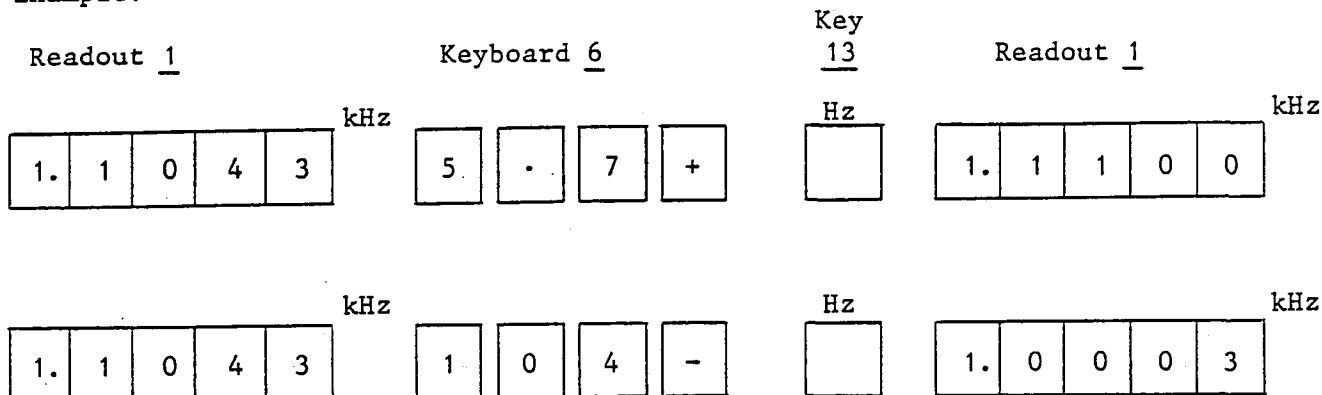 Key
Readout 1 Keyboard 6 13 Readout 1
kHz Hz kHz
1. 1 0 4 3 5 . 7 + 1. 1 1 0 0
kHz Hz kHz
1. 1 0 4 3 1 0 4 - 1. 0 0 0 3